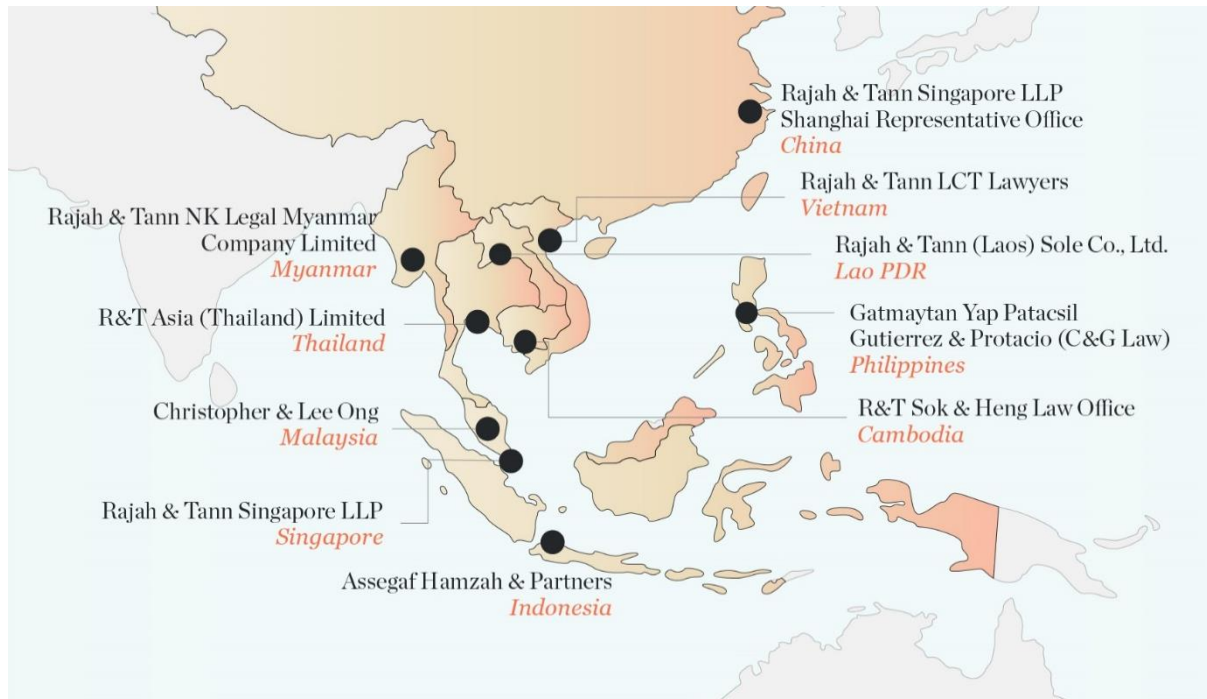 Rajah & Tann Singapore LLP
Shanghai Representative Office
China
Rajah & Tann LCT Lawyers
Vietnam
Rajah & Tann NK Legal Myanmar
Company Limited
Myanmar
Rajah & Tann (Laos) Sole Co., Ltd.
Lao PDR
R&T Asia (Thailand) Limited
Thailand
Gatmaytan Yap Patacsil
Gutierrez & Protacio (C&G Law)
Philippines
Christopher & Lee Ong
Malaysia
R&T Sok & Heng Law Office
Cambodia
Rajah & Tann Singapore LLP
Singapore
Assegaf Hamzah & Partners
Indonesia